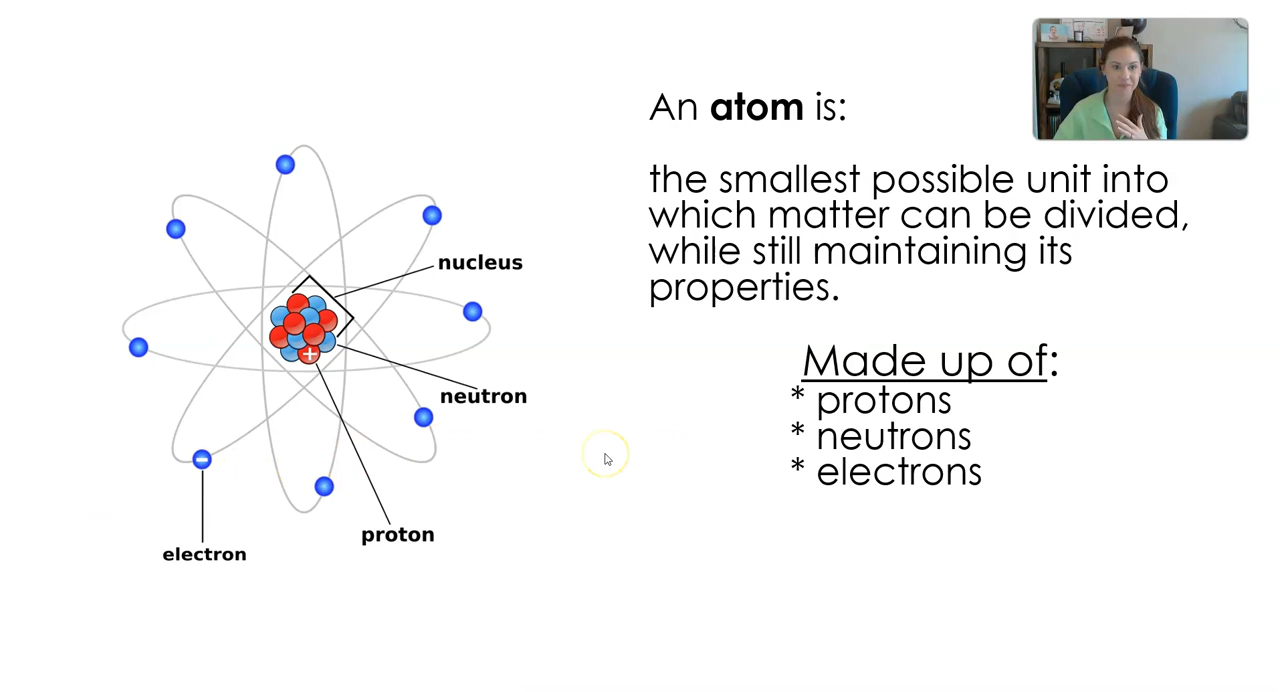 An atom is:
the smallest possible unit into
which matter can be divided,
while still maintaining its
properties.
Made up of:
* protons
* neutrons
* electrons
nucleus
neutron
+
proton
−
electron